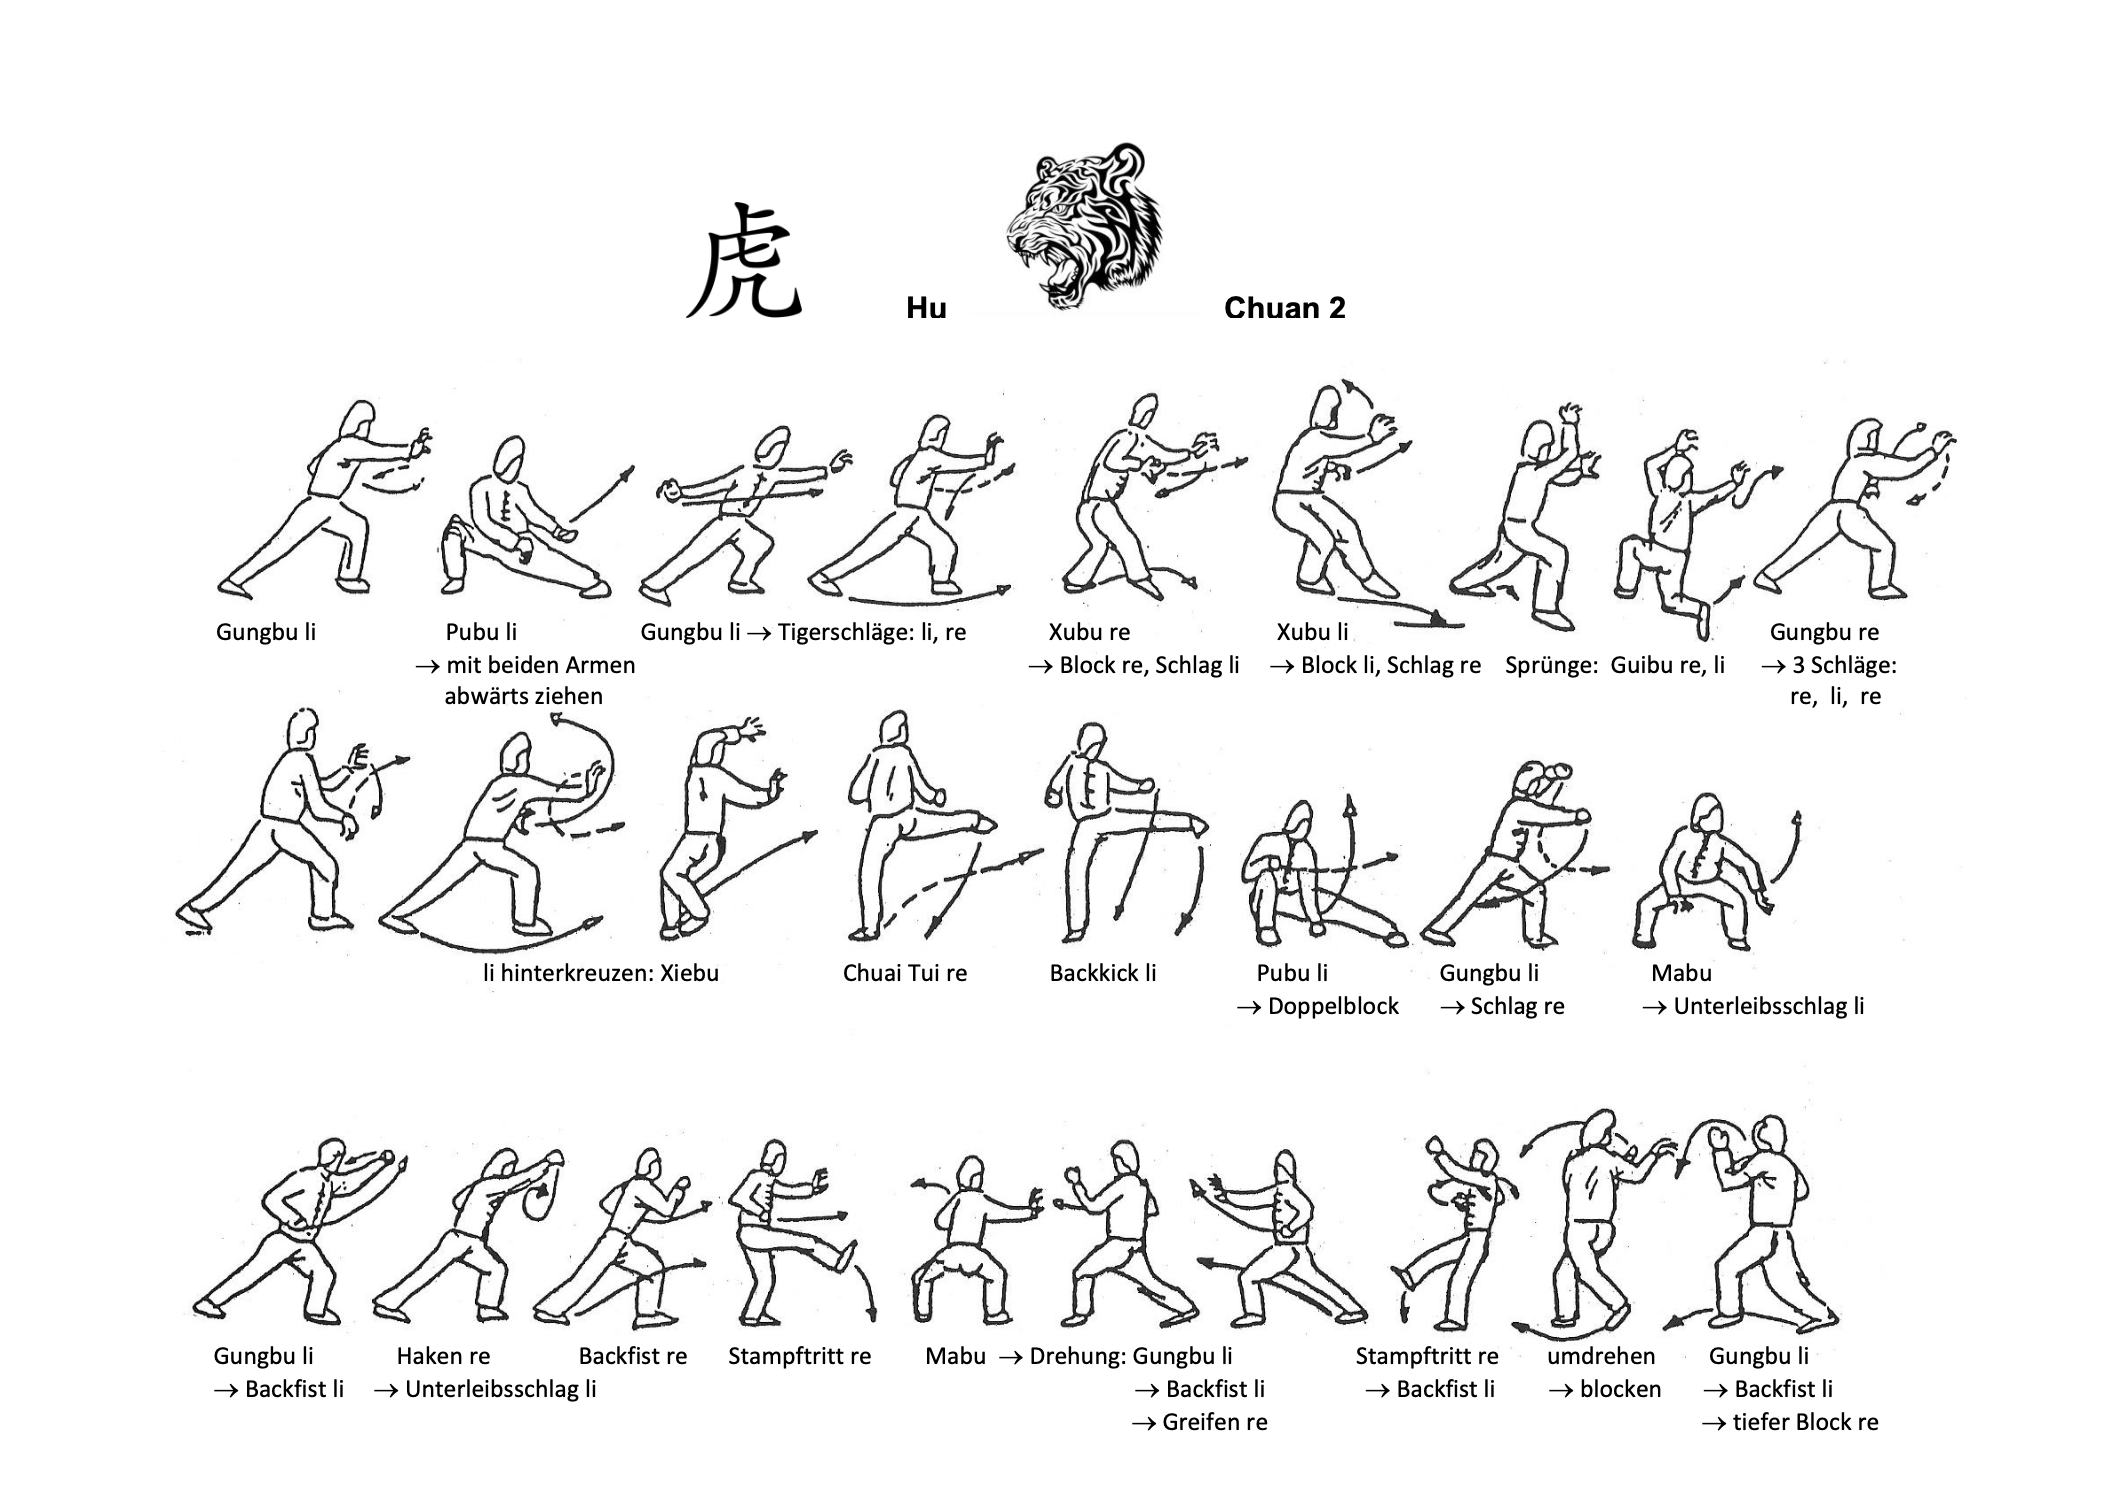 虎 Hu Chuan 2
Gungbu li Pubu li Gungbu li → Tigerschläge: li, re Xubu re Xubu li Gungbu re
→ mit beiden Armen → Block re, Schlag li → Block li, Schlag re Sprünge: Guibu re, li → 3 Schläge:
abwärts ziehen re, li, re
li hinterkreuzen: Xiebu Chuai Tui re Backkick li Pubu li Gungbu li Mabu
→ Doppelblock → Schlag re → Unterleibsschlag li
Gungbu li Haken re Backfist re Stampftritt re Mabu → Drehung: Gungbu li Stampftritt re umdrehen Gungbu li
→ Backfist li → Unterleibsschlag li → Backfist li → Backfist li → blocken → Backfist li
→ Greifen re → tiefer Block re